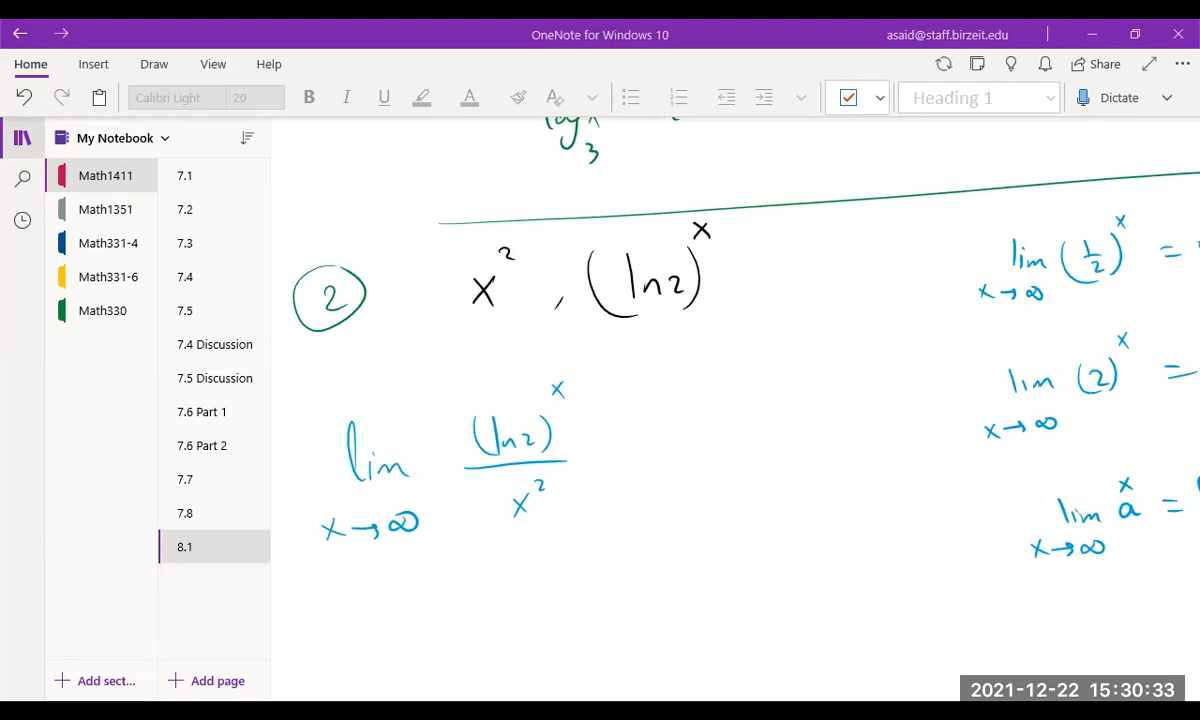 OneNote for Windows 10
asaid@staff.birzeit.edu
Home Insert Draw View Help
Share
Calibri Light 20 B I U A Heading 1 Dictate
My Notebook
Math1411
Math1351
Math331-4
Math331-6
Math330
7.1
7.2
7.3
7.4
7.5
7.4 Discussion
7.5 Discussion
7.6 Part 1
7.6 Part 2
7.7
7.8
8.1
Add sect...
Add page
3
2 x² , (ln2)^x
lim x→∞ (ln2)^x / x²
lim x→∞ (1/2)^x =
lim x→∞ (2)^x =
lim x→∞ a^x =
2021-12-22 15:30:33